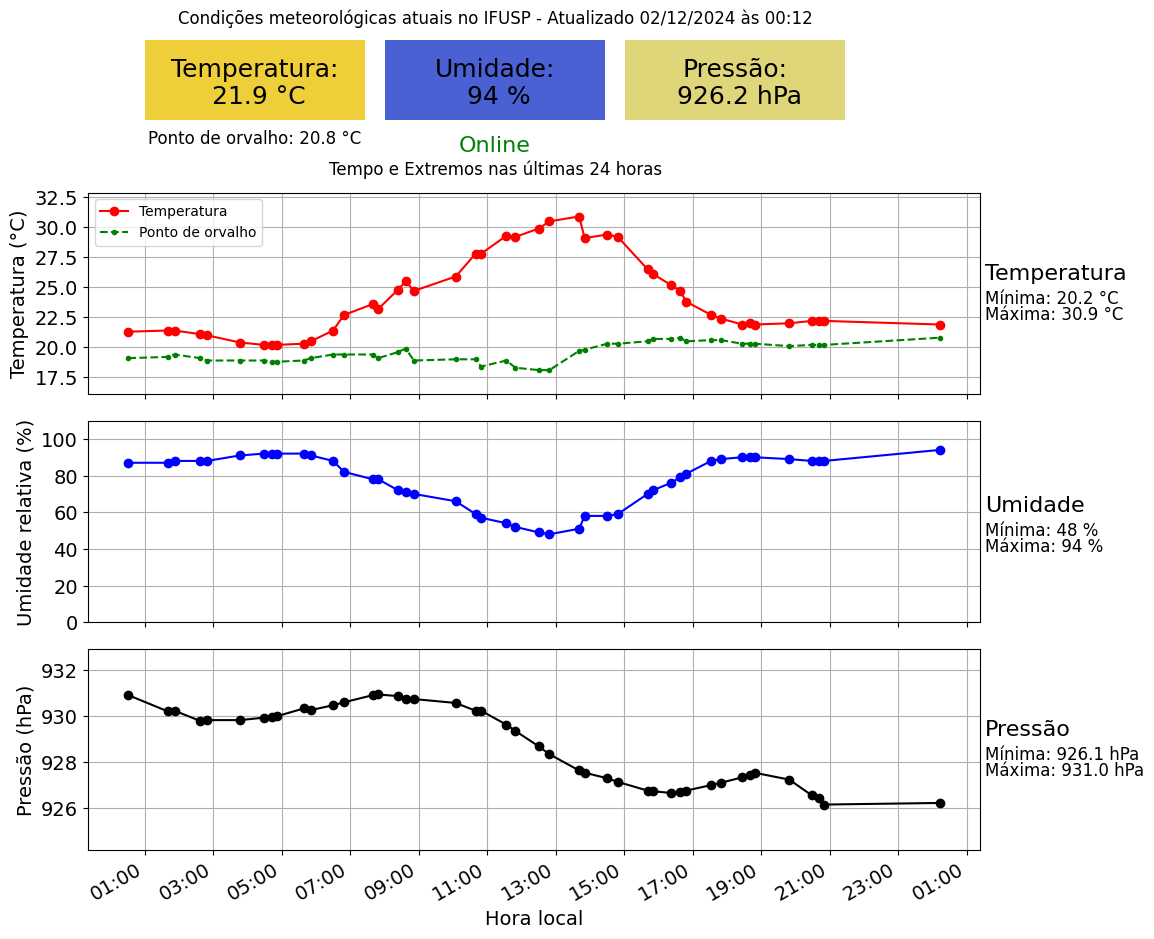 Condições meteorológicas atuais no IFUSP - Atualizado 02/12/2024 às 00:12
Temperatura:
21.9 °C
Umidade:
94 %
Pressão:
926.2 hPa
Ponto de orvalho: 20.8 °C
Online
Tempo e Extremos nas últimas 24 horas
Temperatura (°C)
32.5
30.0
27.5
25.0
22.5
20.0
17.5
Temperatura
Ponto de orvalho
Temperatura
Mínima: 20.2 °C
Máxima: 30.9 °C
Umidade relativa (%)
100
80
60
40
20
0
Umidade
Mínima: 48 %
Máxima: 94 %
Pressão (hPa)
932
930
928
926
Pressão
Mínima: 926.1 hPa
Máxima: 931.0 hPa
01:00
03:00
05:00
07:00
09:00
11:00
13:00
15:00
17:00
19:00
21:00
23:00
01:00
Hora local